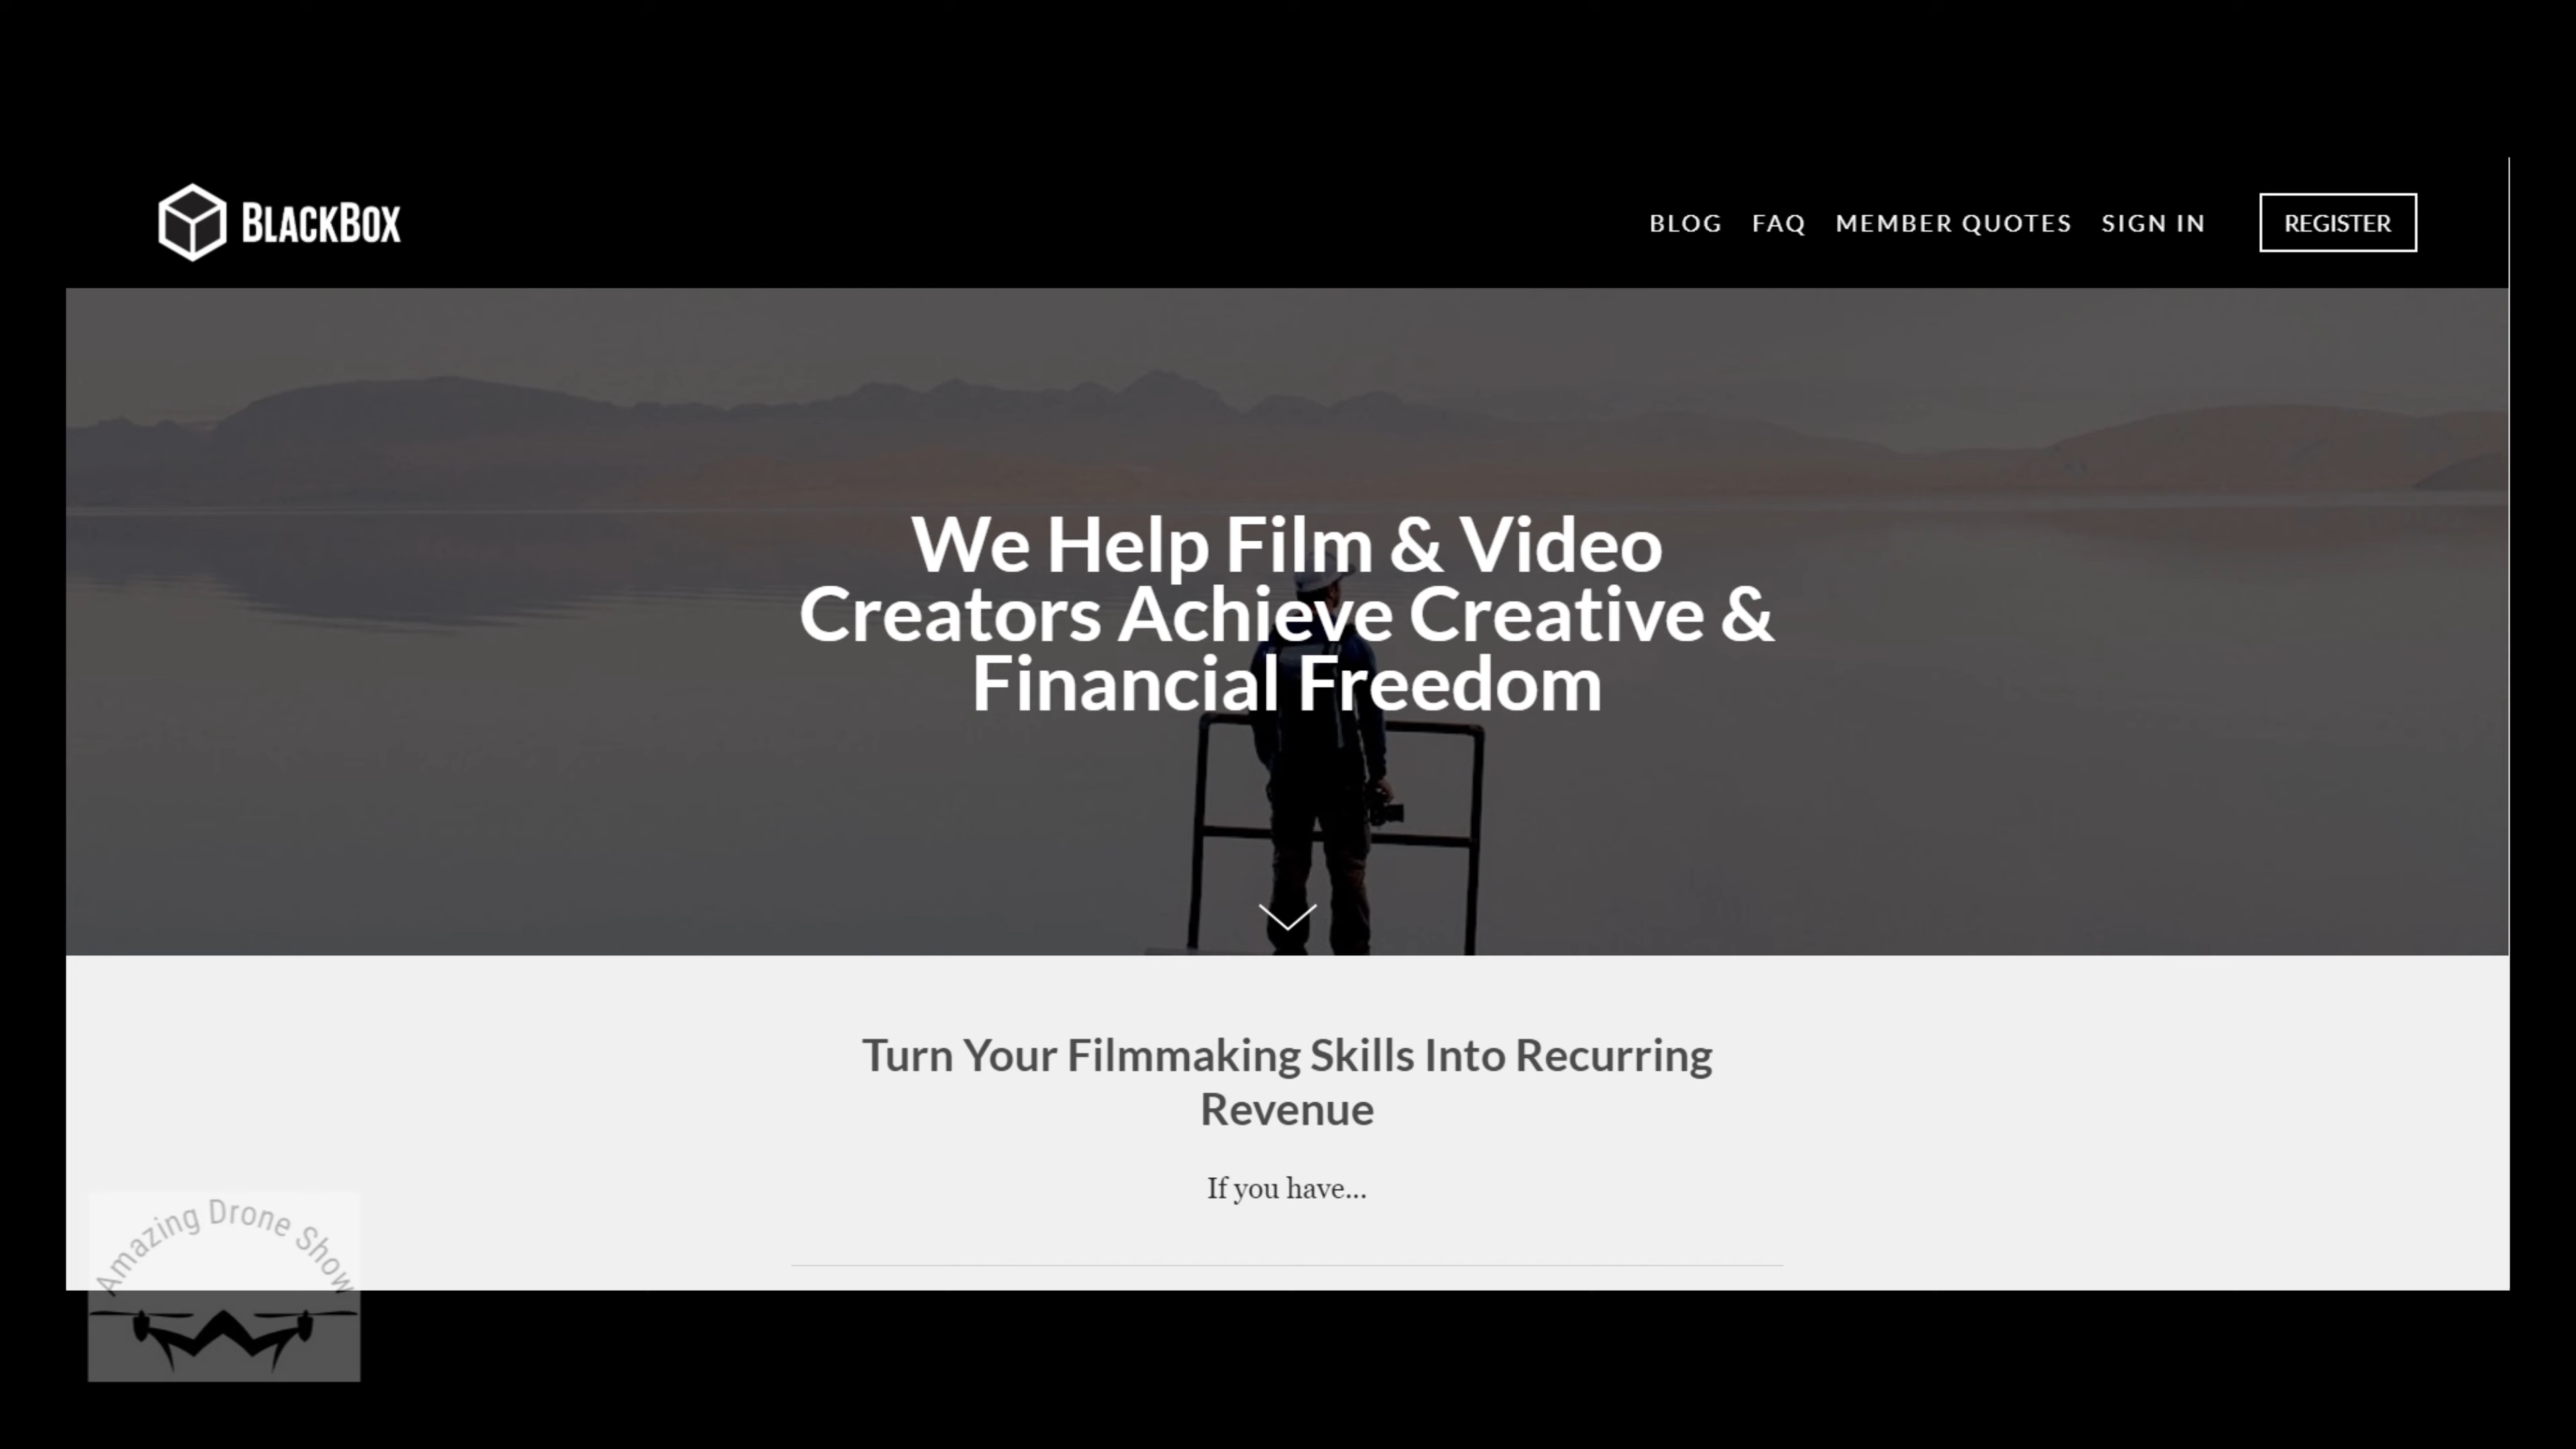 BLACKBOX
BLOG FAQ MEMBER QUOTES SIGN IN REGISTER
We Help Film & Video
Creators Achieve Creative &
Financial Freedom
Turn Your Filmmaking Skills Into Recurring
Revenue
If you have...
Amazing Drone Show